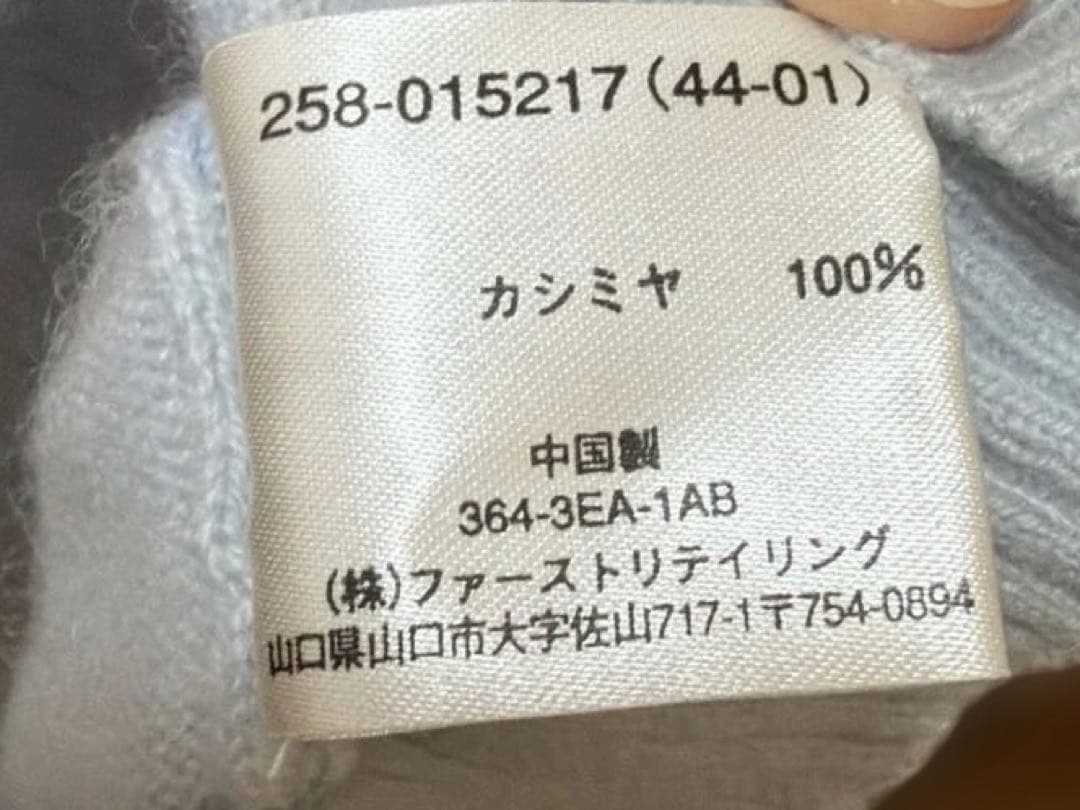 258-015217(44-01)
カシミヤ 100%
中国製
364-3EA-1AB
(株)ファーストリテイリング
山口県山口市大字佐山717-1〒754-0894